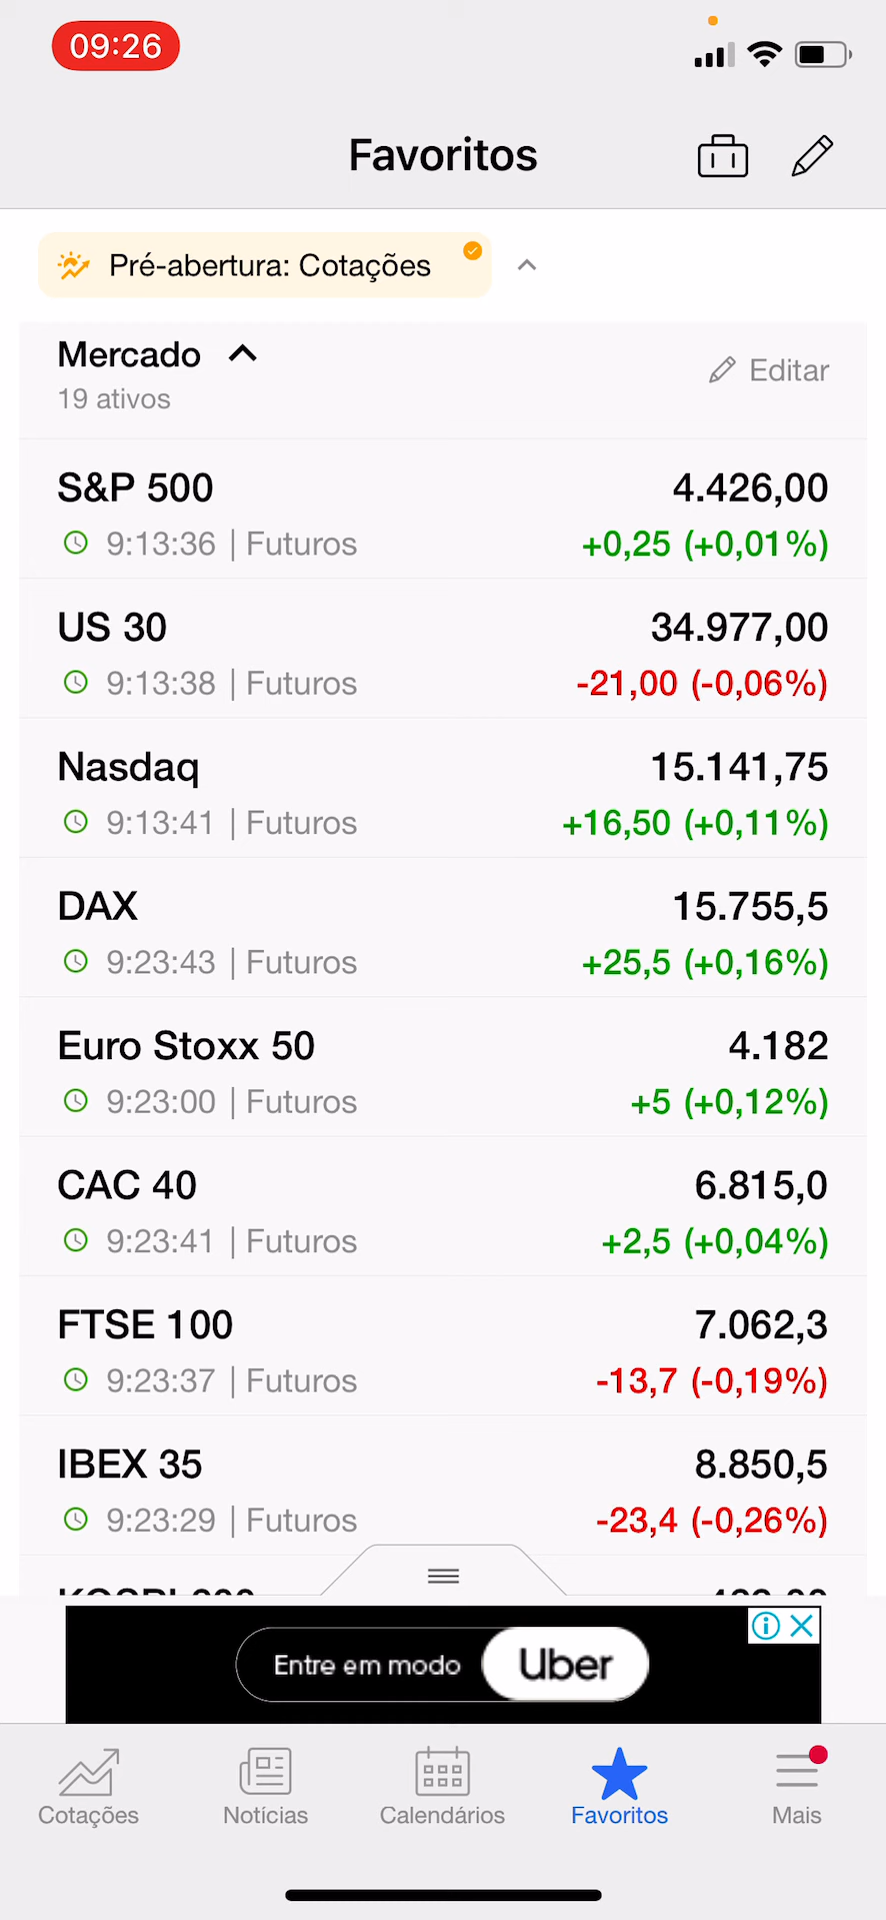 09:26
Favoritos
Pré-abertura: Cotações
Mercado
19 ativos
Editar
S&P 500 4.426,00
9:13:36 | Futuros +0,25 (+0,01%)
US 30 34.977,00
9:13:38 | Futuros -21,00 (-0,06%)
Nasdaq 15.141,75
9:13:41 | Futuros +16,50 (+0,11%)
DAX 15.755,5
9:23:43 | Futuros +25,5 (+0,16%)
Euro Stoxx 50 4.182
9:23:00 | Futuros +5 (+0,12%)
CAC 40 6.815,0
9:23:41 | Futuros +2,5 (+0,04%)
FTSE 100 7.062,3
9:23:37 | Futuros -13,7 (-0,19%)
IBEX 35 8.850,5
9:23:29 | Futuros -23,4 (-0,26%)
Entre em modo Uber
Cotações Notícias Calendários Favoritos Mais